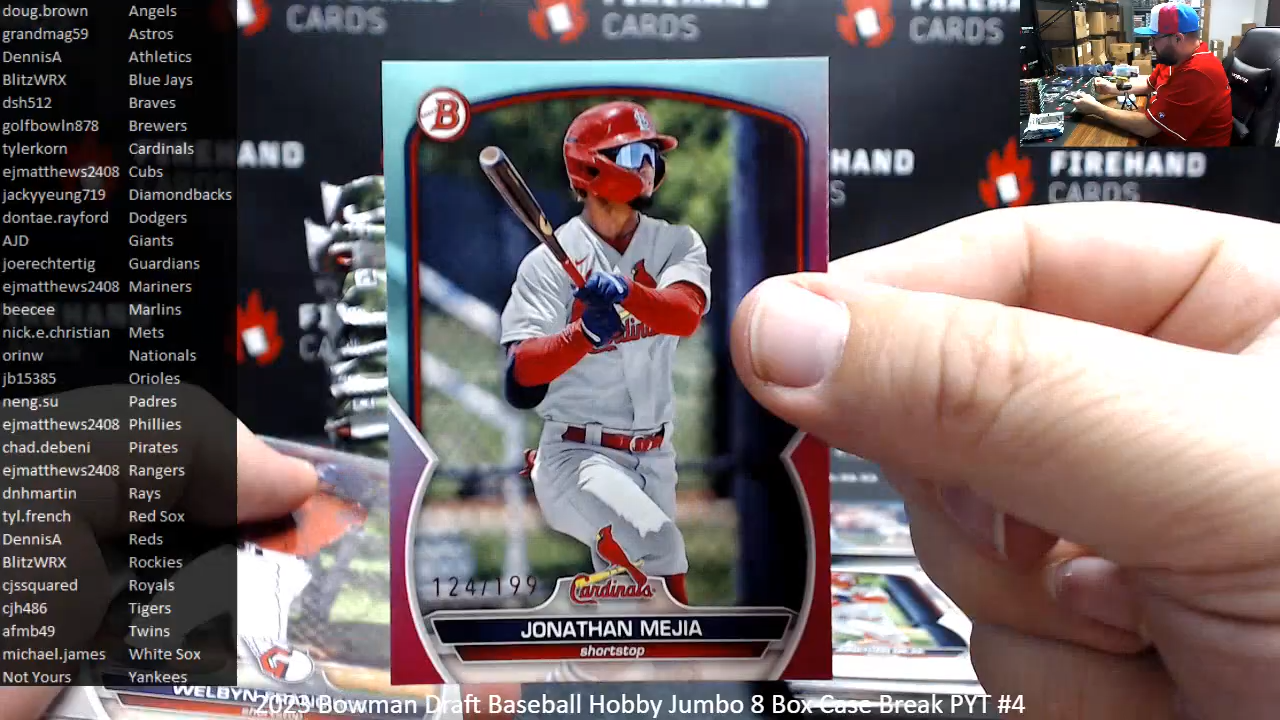 doug.brown Angels
grandmag59 Astros
DennisA Athletics
BlitzWRX Blue Jays
dsh512 Braves
golfbowln878 Brewers
tylerkorn Cardinals
ejmatthews2408 Cubs
jackyyeung719 Diamondbacks
dontae.rayford Dodgers
AJD Giants
joerechtertig Guardians
ejmatthews2408 Mariners
beecee Marlins
nick.e.christian Mets
orinw Nationals
jb15385 Orioles
neng.su Padres
ejmatthews2408 Phillies
chad.debeni Pirates
ejmatthews2408 Rangers
dnhmartin Rays
tyl.french Red Sox
DennisA Reds
BlitzWRX Rockies
cjssquared Royals
cjh486 Tigers
afmb49 Twins
michael.james White Sox
Not Yours Yankees
CARDS
CARDS
FIREHAND
CARDS
B
124/199
Cardinals
JONATHAN MEJIA
shortstop
WELBYN
2023 Bowman Draft Baseball Hobby Jumbo 8 Box Case Break PYT #4